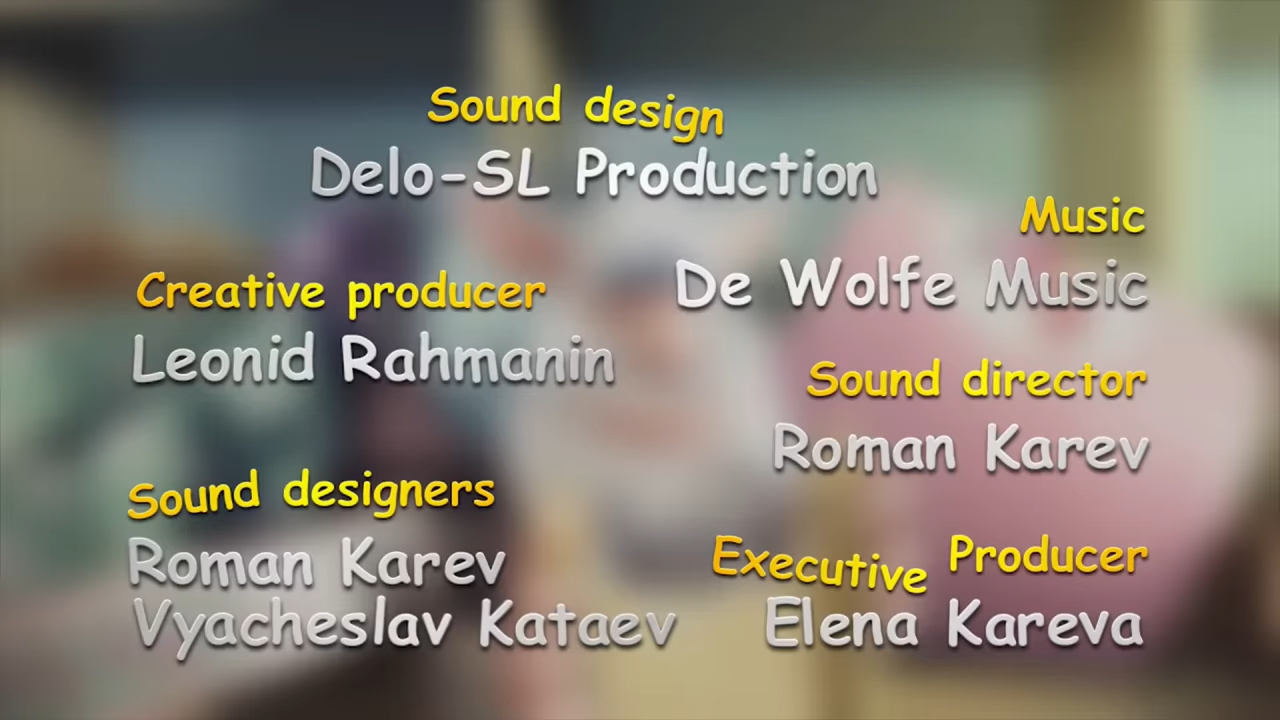 Sound design
Delo-SL Production
Music
De Wolfe Music
Creative producer
Leonid Rahmanin
Sound director
Roman Karev
Sound designers
Roman Karev
Vyacheslav Kataev
Executive Producer
Elena Kareva